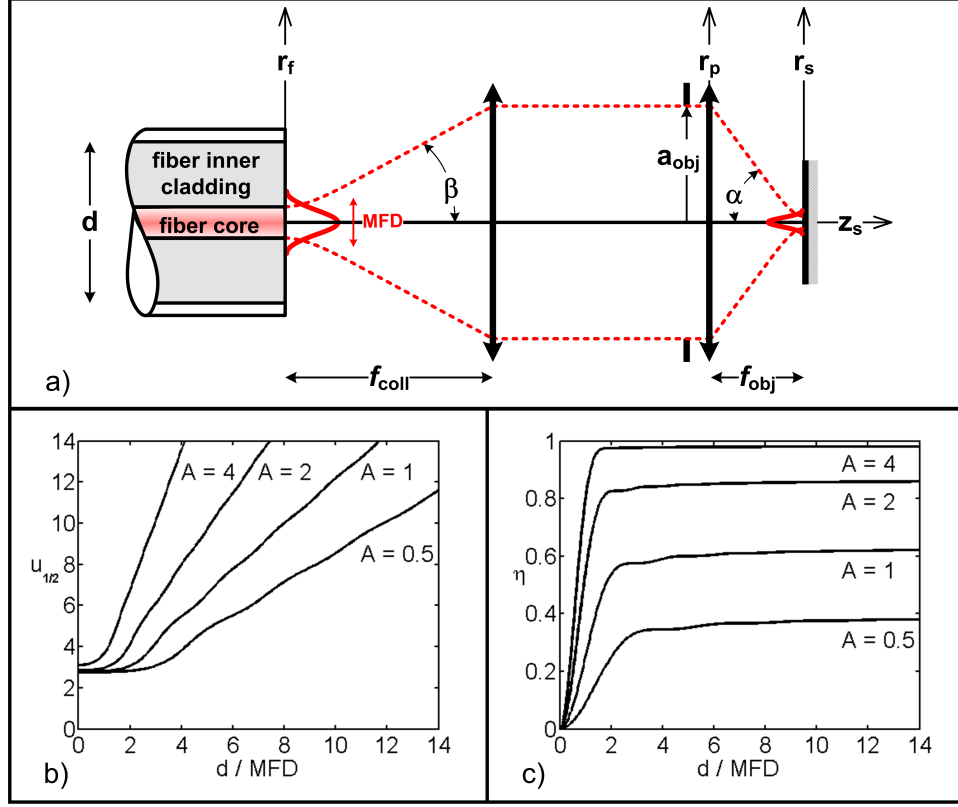 r_f
r_p
r_s
fiber inner
cladding
fiber core
d
MFD
β
a_obj
α
z_s
f_coll
f_obj
a)
14
12
10
8
6
4
2
0
u_1/2
A = 4
A = 2
A = 1
A = 0.5
0 2 4 6 8 10 12 14
d / MFD
b)
1
0.8
0.6
0.4
0.2
0
η
A = 4
A = 2
A = 1
A = 0.5
0 2 4 6 8 10 12 14
d / MFD
c)